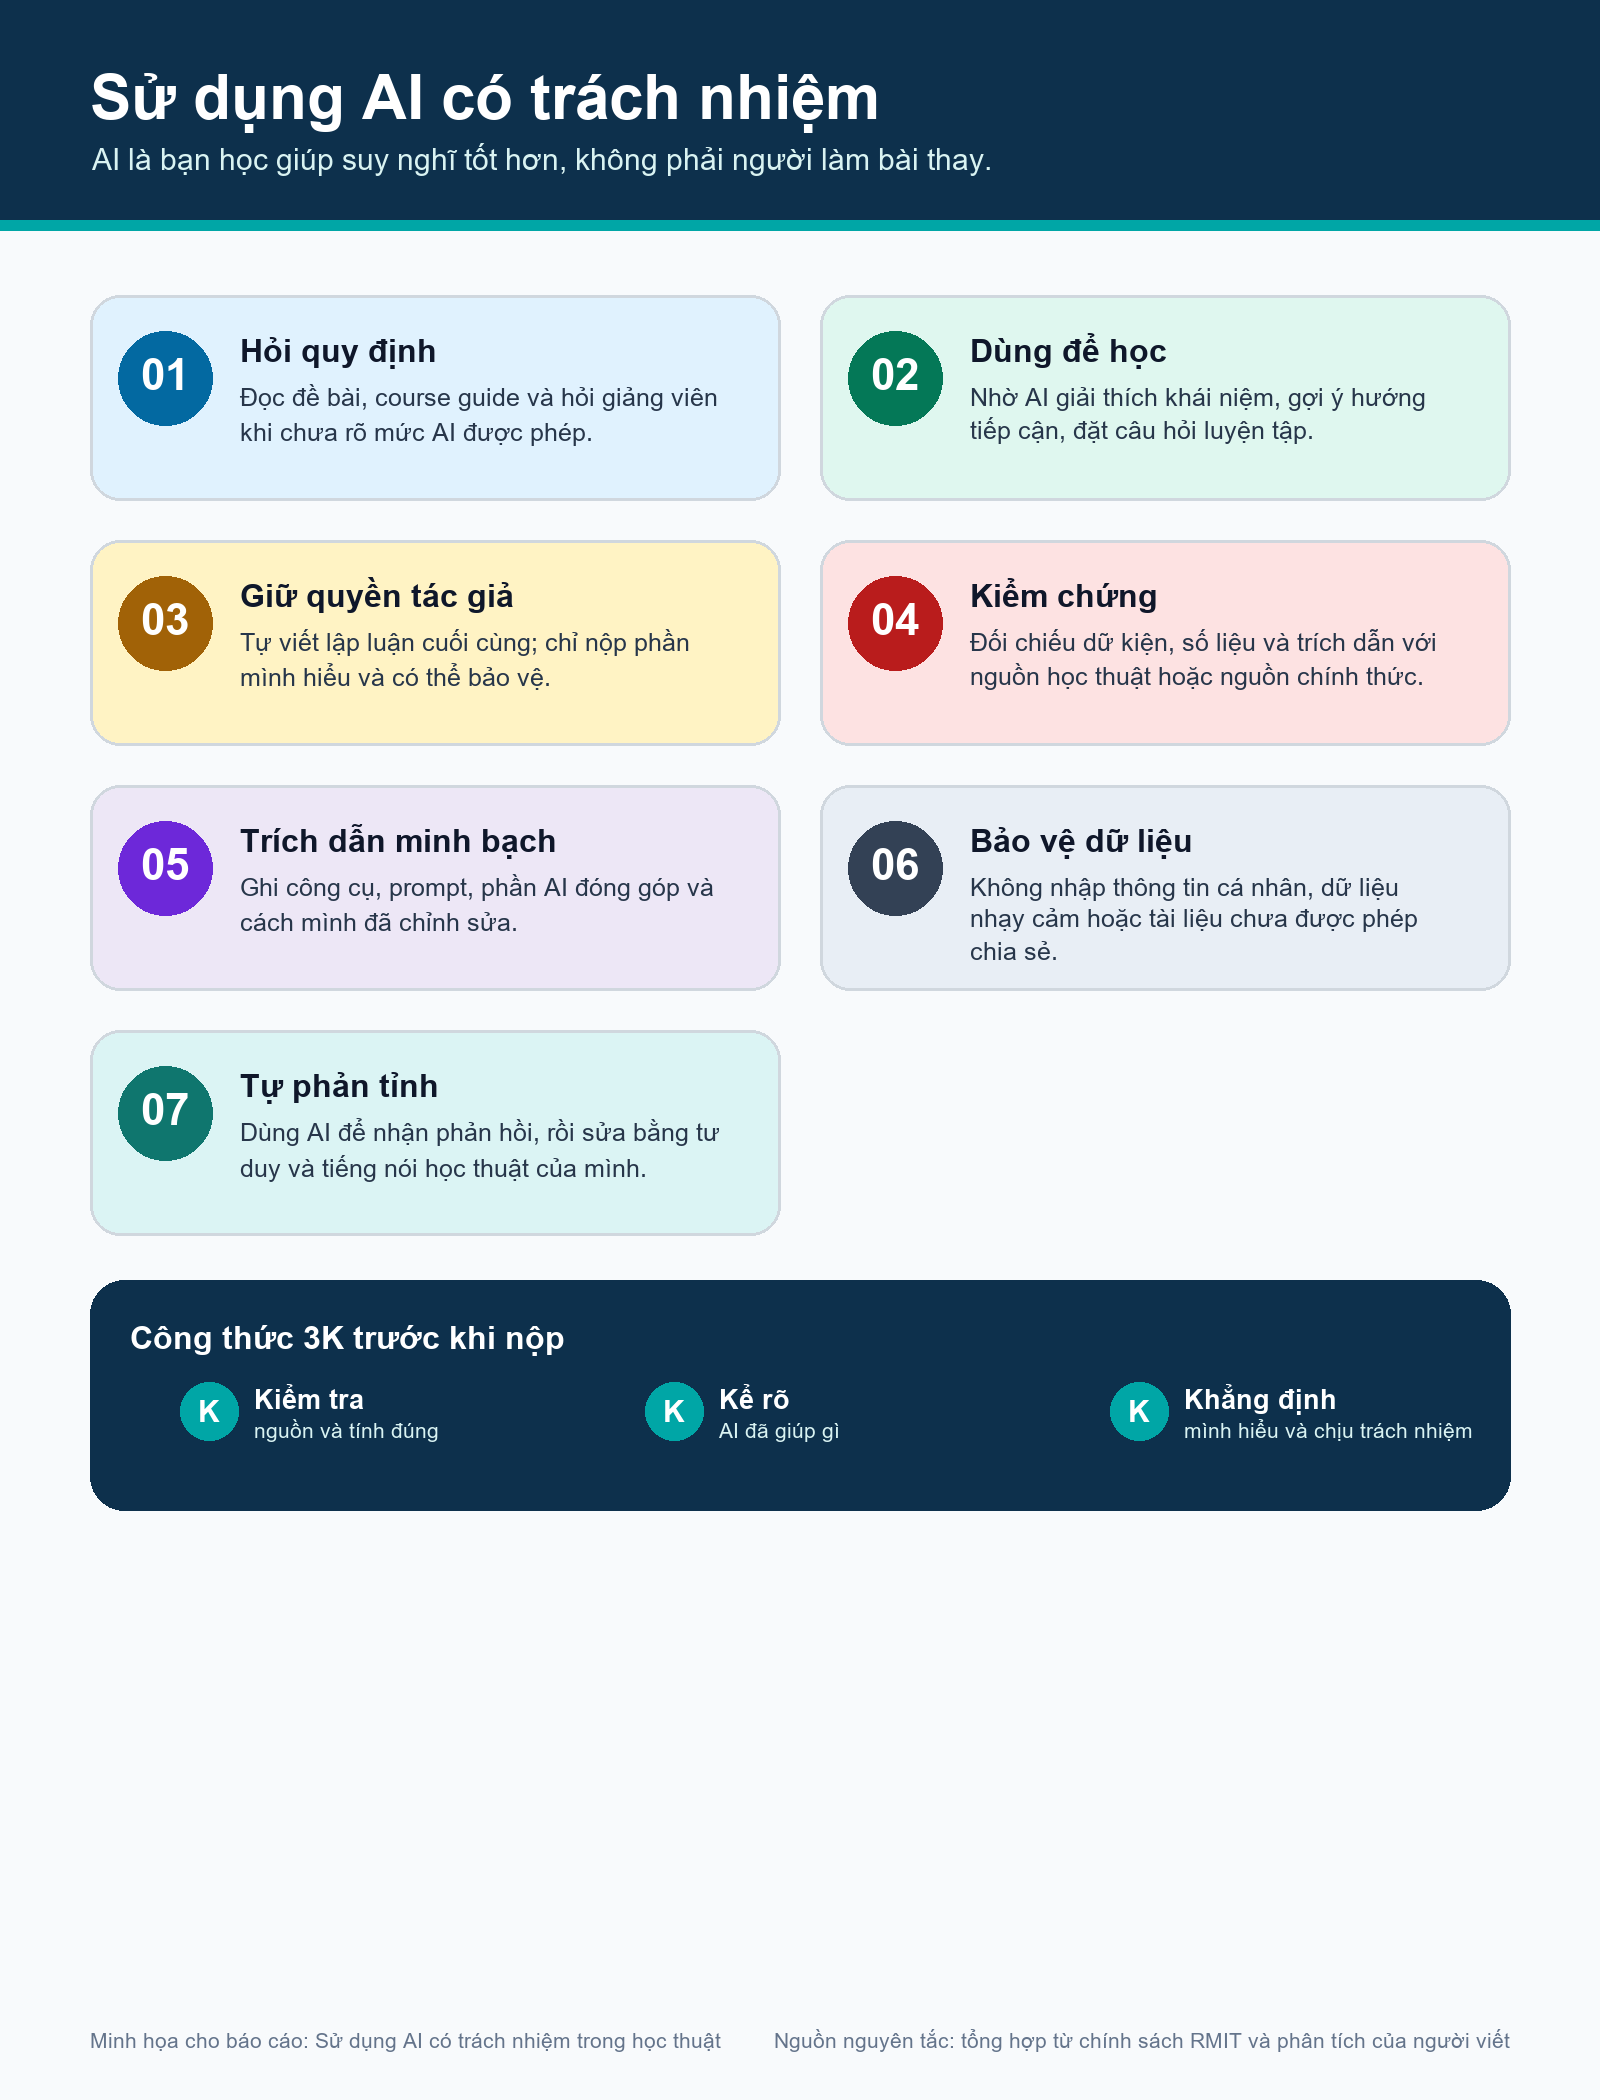 Sử dụng AI có trách nhiệm
AI là bạn học giúp suy nghĩ tốt hơn, không phải người làm bài thay.
01
Hỏi quy định
Đọc đề bài, course guide và hỏi giảng viên
khi chưa rõ mức AI được phép.
02
Dùng để học
Nhờ AI giải thích khái niệm, gợi ý hướng
tiếp cận, đặt câu hỏi luyện tập.
03
Giữ quyền tác giả
Tự viết lập luận cuối cùng; chỉ nộp phần
mình hiểu và có thể bảo vệ.
04
Kiểm chứng
Đối chiếu dữ kiện, số liệu và trích dẫn với
nguồn học thuật hoặc nguồn chính thức.
05
Trích dẫn minh bạch
Ghi công cụ, prompt, phần AI đóng góp và
cách mình đã chỉnh sửa.
06
Bảo vệ dữ liệu
Không nhập thông tin cá nhân, dữ liệu
nhạy cảm hoặc tài liệu chưa được phép
chia sẻ.
07
Tự phản tỉnh
Dùng AI để nhận phản hồi, rồi sửa bằng tư
duy và tiếng nói học thuật của mình.
Công thức 3K trước khi nộp
K
Kiểm tra
nguồn và tính đúng
K
Kể rõ
AI đã giúp gì
K
Khẳng định
mình hiểu và chịu trách nhiệm
Minh họa cho báo cáo: Sử dụng AI có trách nhiệm trong học thuật
Nguồn nguyên tắc: tổng hợp từ chính sách RMIT và phân tích của người viết